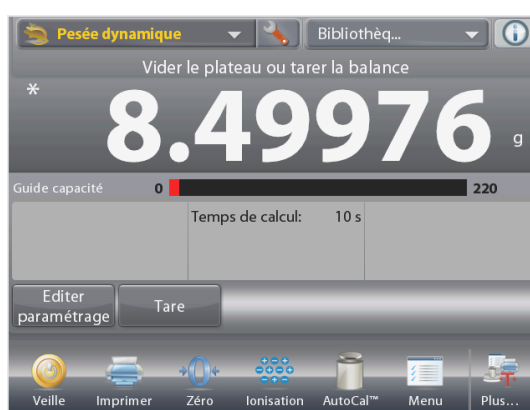 Pesée dynamique Bibliothèq...
Vider le plateau ou tarer la balance
* 8.49976 g
Guide capacité 0 220
Temps de calcul: 10 s
Editer
paramétrage
Tare
Veille Imprimer Zéro Ionisation AutoCal™ Menu Plus...